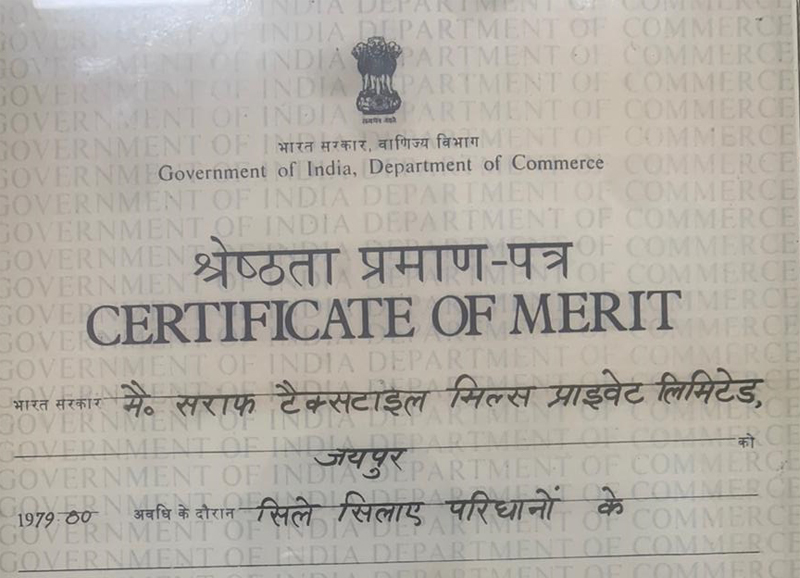 भारत सरकार, वाणिज्य विभाग
Government of India, Department of Commerce
श्रेष्ठता प्रमाण-पत्र
CERTIFICATE OF MERIT
भारत सरकार मै० सराफ टैक्सटाइल मिल्स प्राइवेट लिमिटेड,
जयपुर को
1979-80 अवधि के दौरान सिले सिलाए परिधानों के